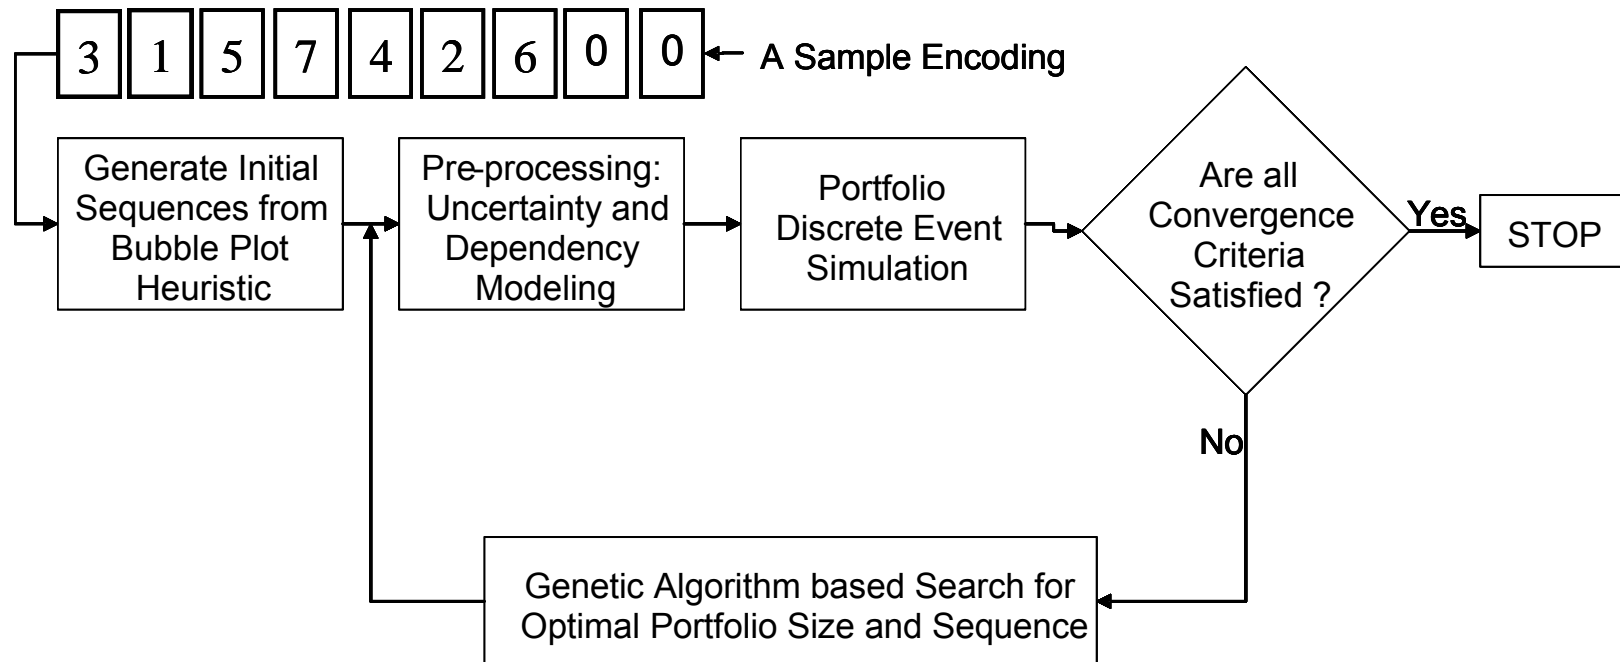 3 1 5 7 4 2 6 0 0 A Sample Encoding
Generate Initial
Sequences from
Bubble Plot
Heuristic
Pre-processing:
Uncertainty and
Dependency
Modeling
Portfolio
Discrete Event
Simulation
Are all
Convergence
Criteria
Satisfied ?
Yes
STOP
No
Genetic Algorithm based Search for
Optimal Portfolio Size and Sequence